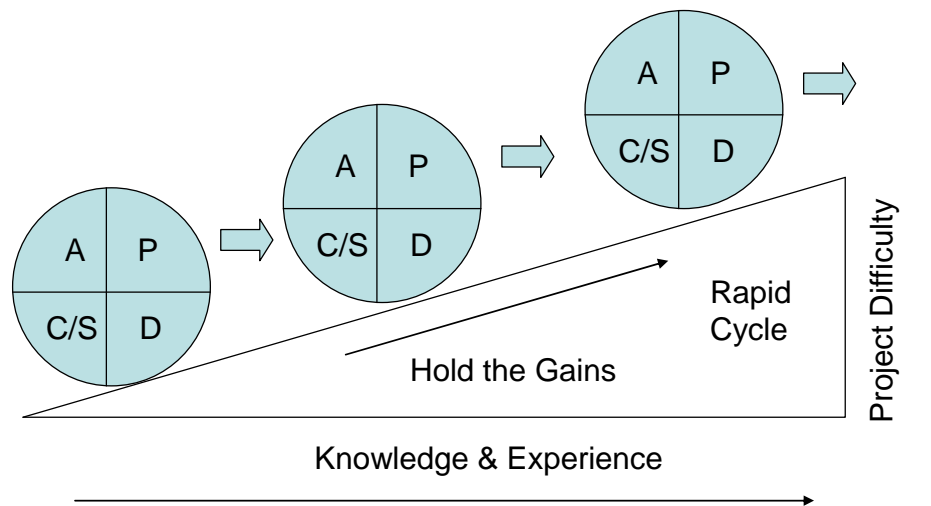 A P
C/S D
A P
C/S D
A P
C/S D
Rapid
Cycle
Hold the Gains
Project Difficulty
Knowledge & Experience